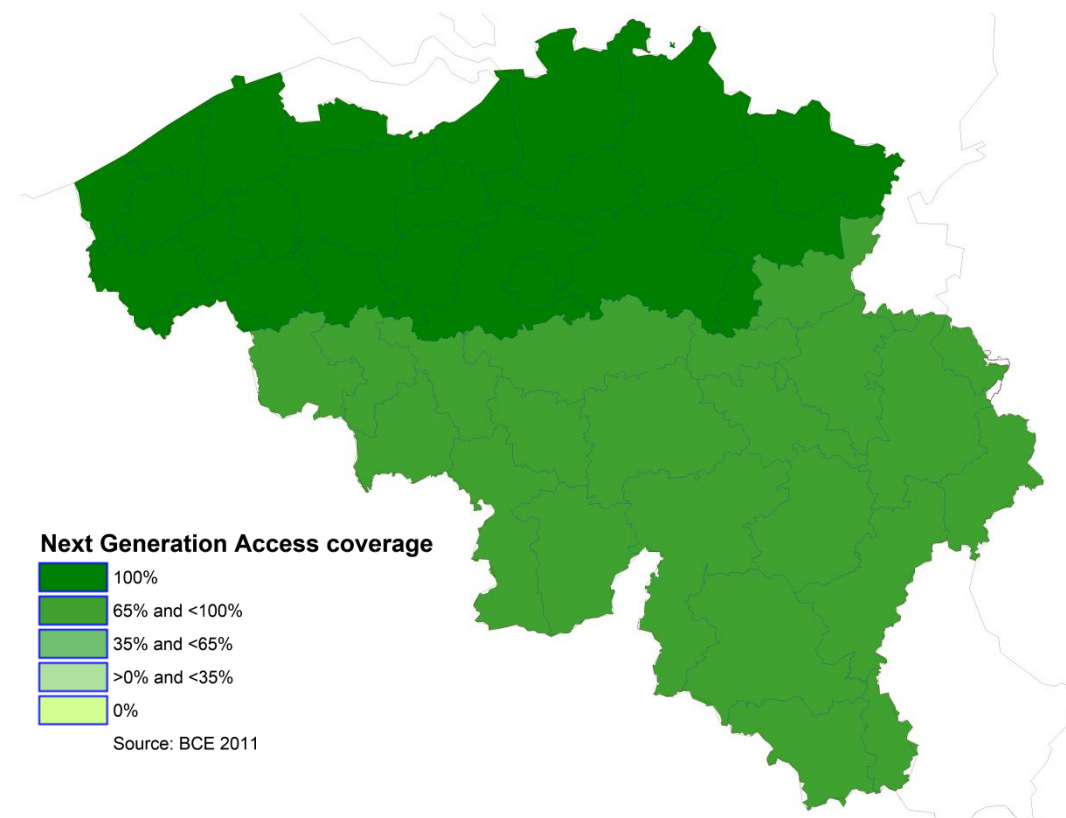 Next Generation Access coverage
100%
65% and <100%
35% and <65%
>0% and <35%
0%
Source: BCE 2011